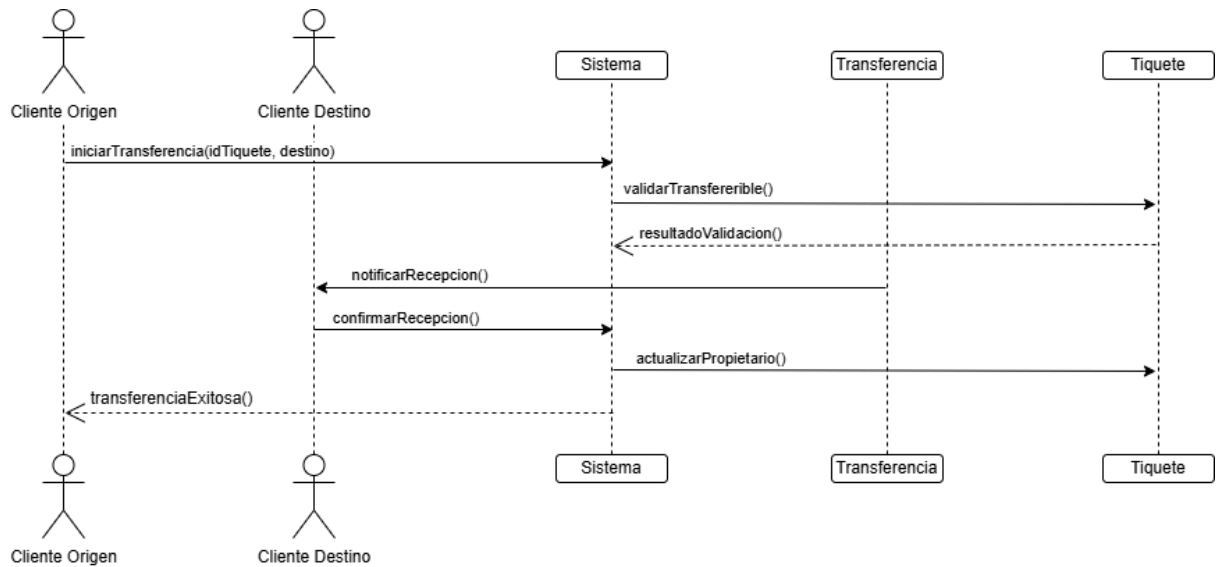 Cliente Origen
Cliente Destino
Sistema
Transferencia
Tiquete
iniciarTransferencia(idTiquete, destino)
validarTransfererible()
resultadoValidacion()
notificarRecepcion()
confirmarRecepcion()
actualizarPropietario()
transferenciaExitosa()
Sistema
Transferencia
Tiquete
Cliente Origen
Cliente Destino